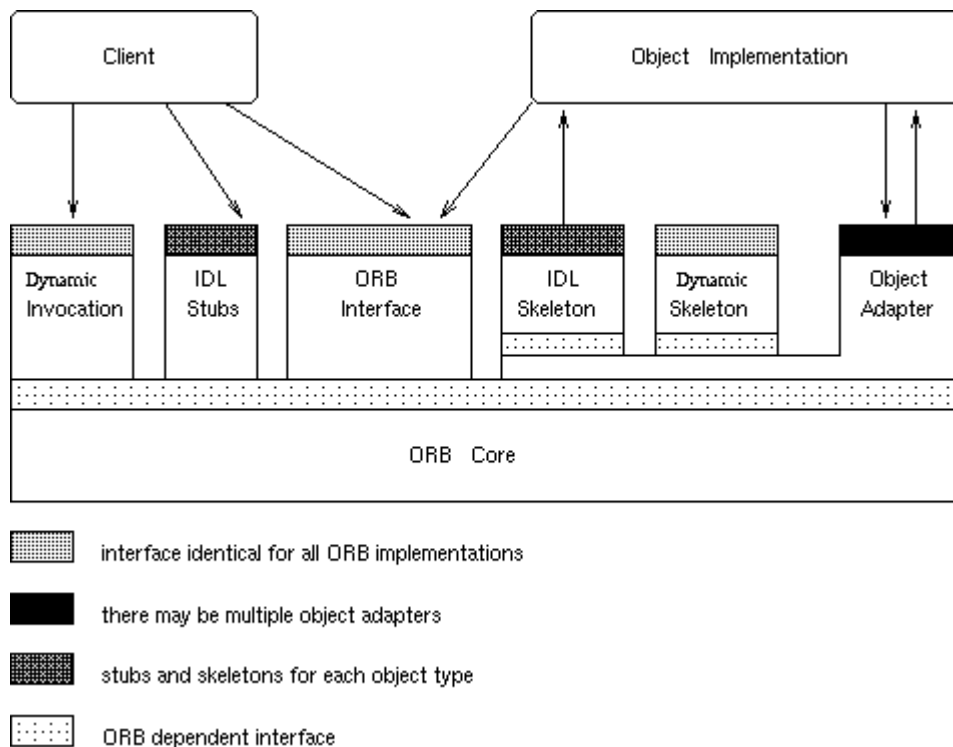 Client
Object Implementation
Dynamic
Invocation
IDL
Stubs
ORB
Interface
IDL
Skeleton
Dynamic
Skeleton
Object
Adapter
ORB Core
interface identical for all ORB implementations
there may be multiple object adapters
stubs and skeletons for each object type
ORB dependent interface